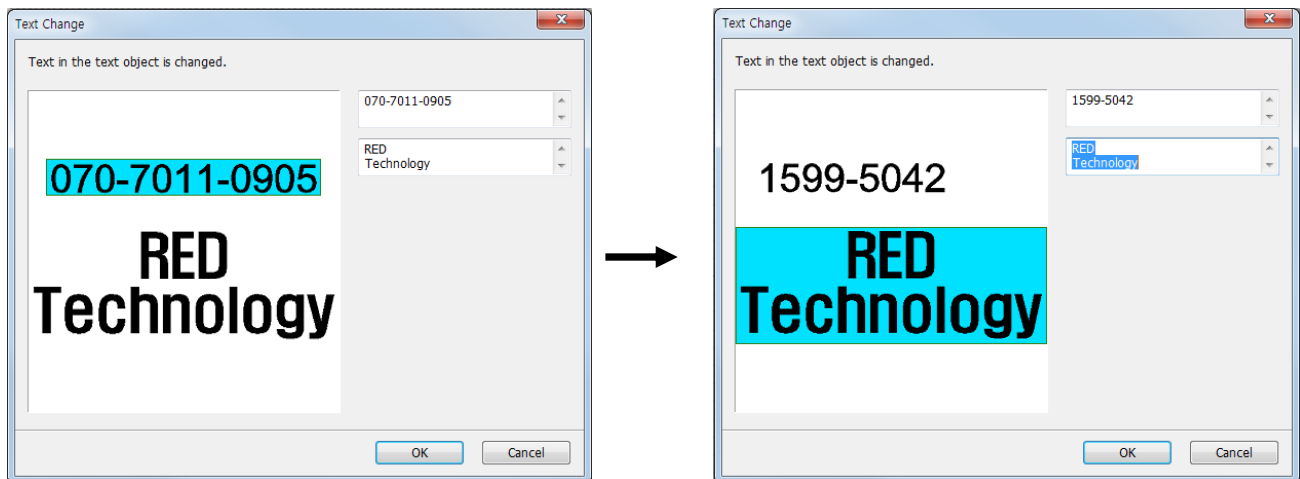 Text Change
Text in the text object is changed.
070-7011-0905
RED
Technology
070-7011-0905
RED
Technology
OK
Cancel
Text Change
Text in the text object is changed.
1599-5042
RED
Technology
1599-5042
RED
Technology
OK
Cancel